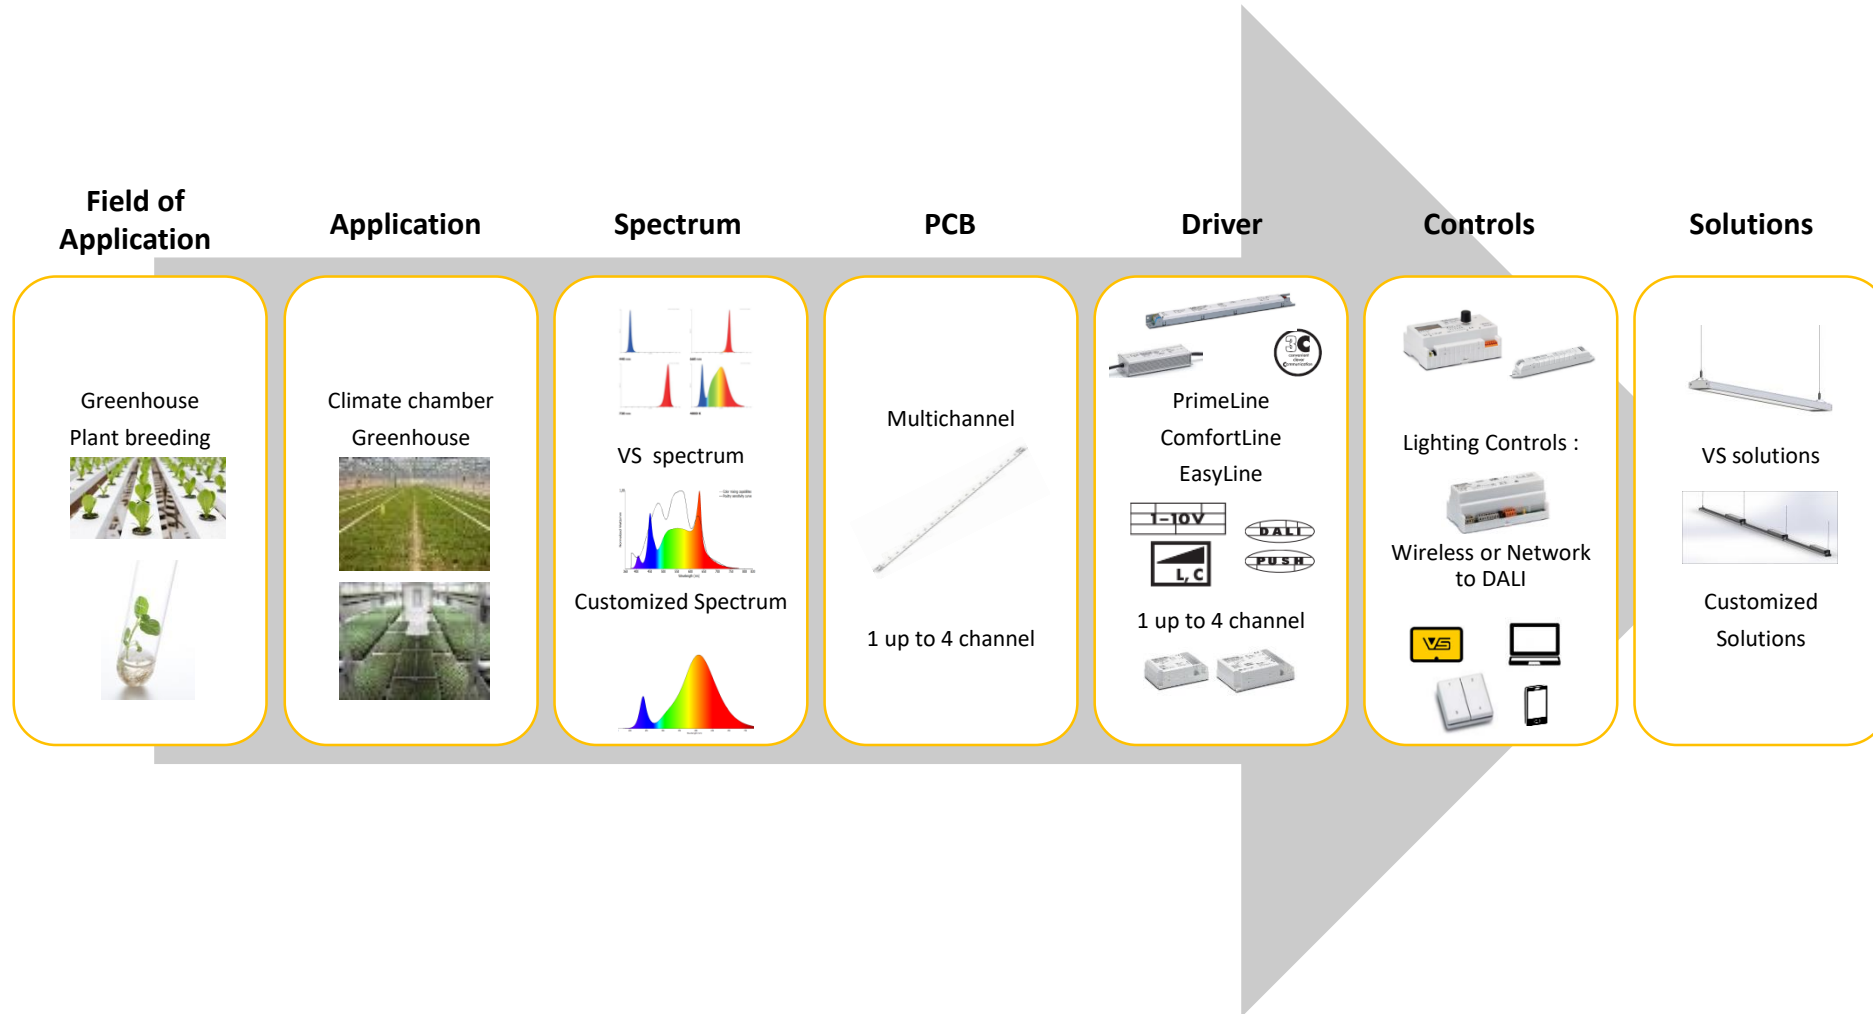 Field of
Application
Application
Spectrum
PCB
Driver
Controls
Solutions
Greenhouse
Plant breeding
Climate chamber
Greenhouse
VS spectrum
Customized Spectrum
Multichannel
1 up to 4 channel
3C
PrimeLine
ComfortLine
EasyLine
1-10V
DALI
L, C
PUSH
1 up to 4 channel
Lighting Controls :
Wireless or Network
to DALI
VS
VS solutions
Customized
Solutions